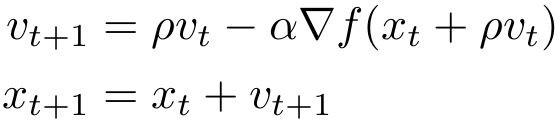 v_{t+1} = ρv_t − α∇f(x_t + ρv_t)
x_{t+1} = x_t + v_{t+1}